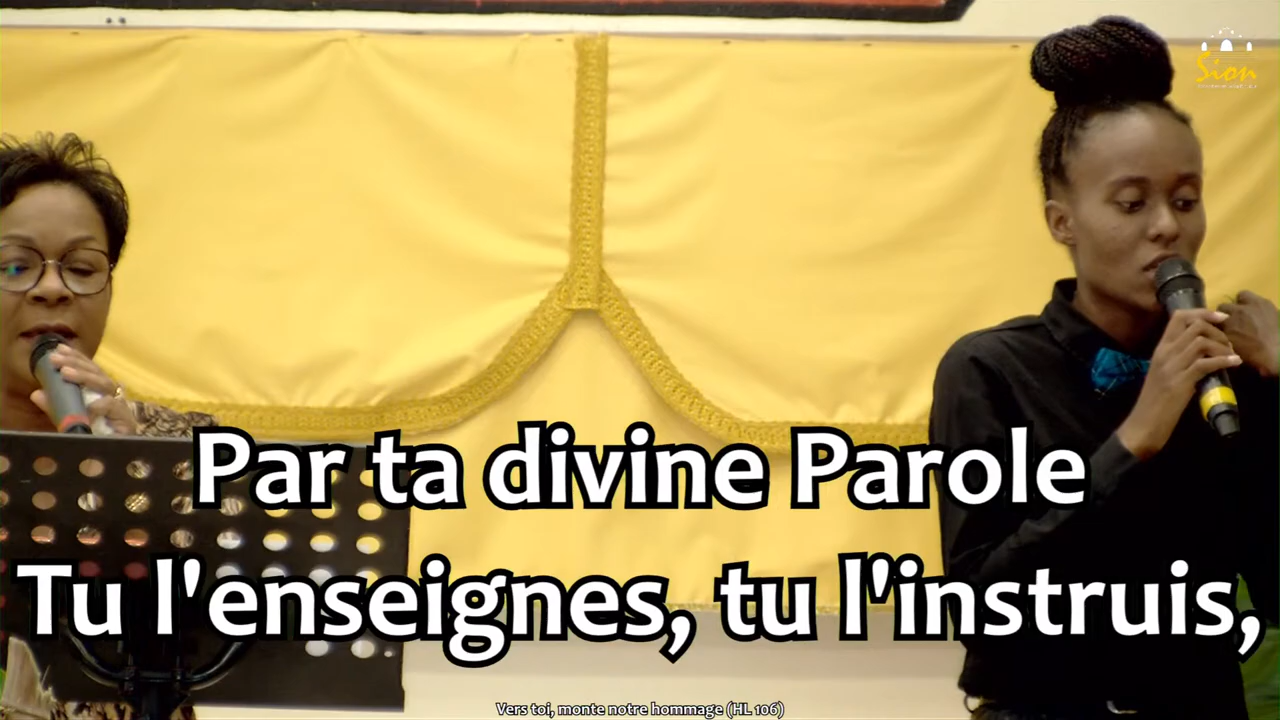 Sion
Par ta divine Parole
Tu l'enseignes, tu l'instruis,
Vers toi, monte notre hommage (HL 106)